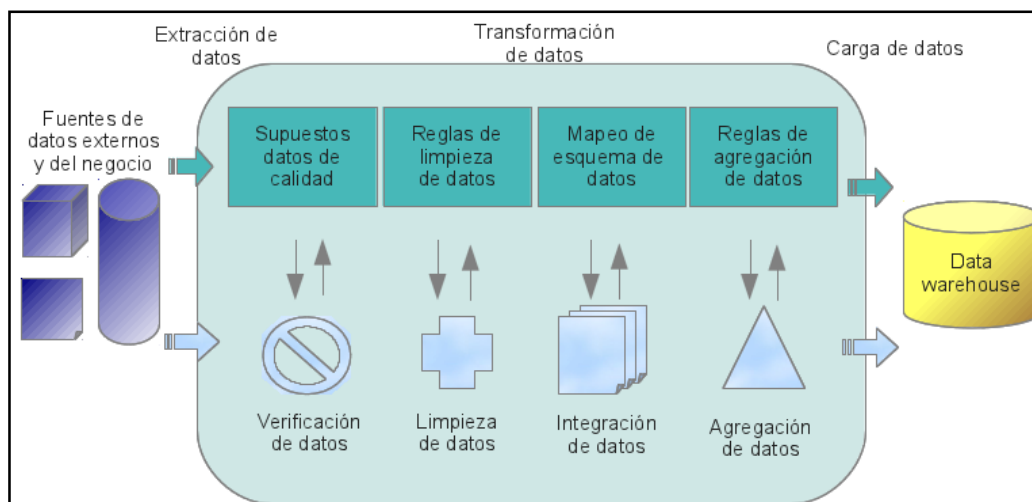 Extracción de
datos
Transformación
de datos
Carga de datos
Fuentes de
datos externos
y del negocio
Supuestos
datos de
calidad
Reglas de
limpieza
de datos
Mapeo de
esquema de
datos
Reglas de
agregación
de datos
Data
warehouse
Verificación
de datos
Limpieza
de datos
Integración
de datos
Agregación
de datos